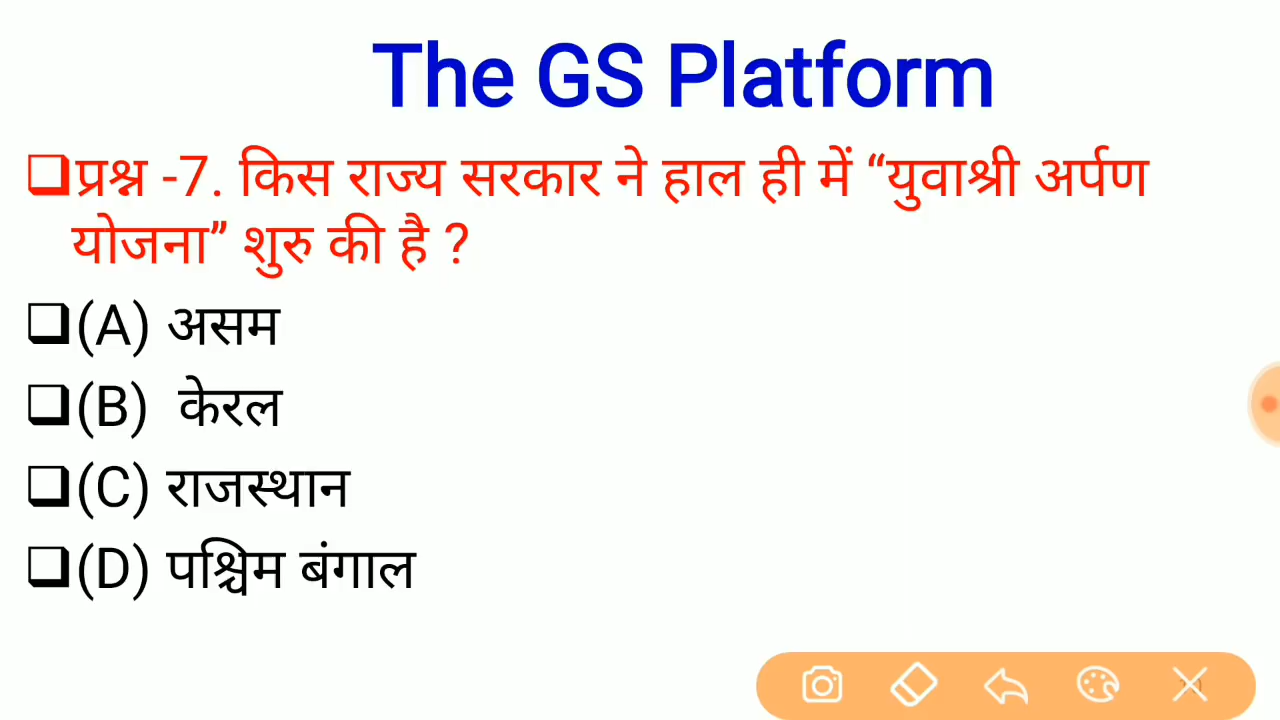 The GS Platform
❑प्रश्न -7. किस राज्य सरकार ने हाल ही में “युवाश्री अर्पण
योजना” शुरु की है ?
❑(A) असम
❑(B) केरल
❑(C) राजस्थान
❑(D) पश्चिम बंगाल